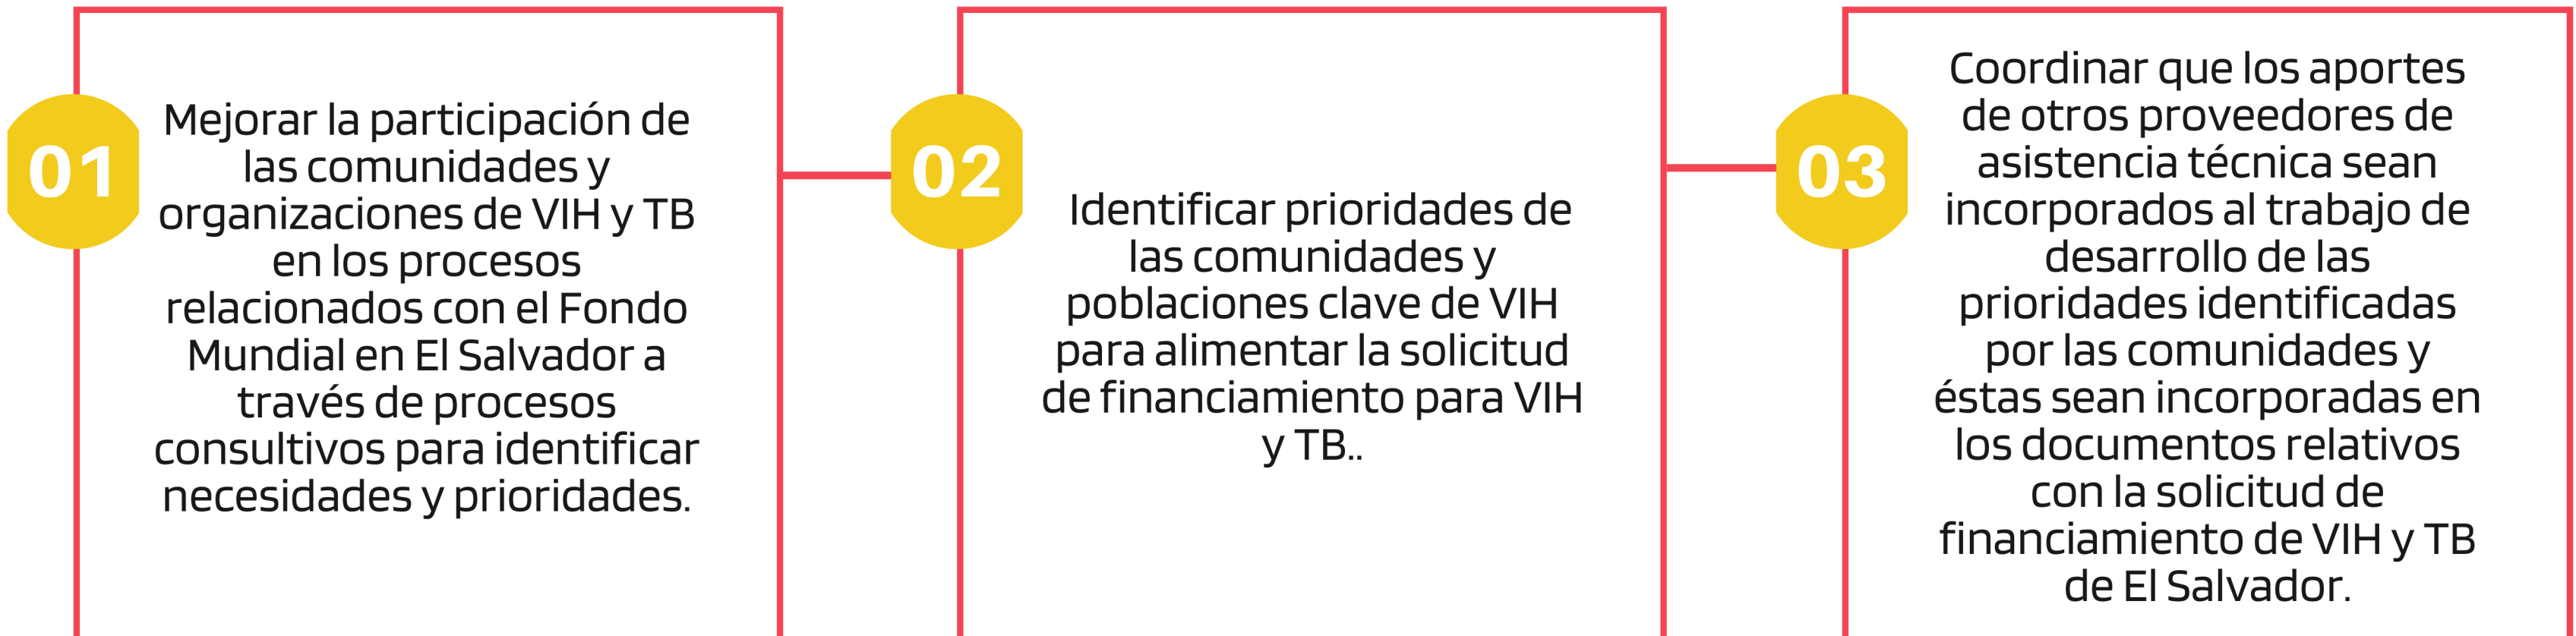 01
Mejorar la participación de
las comunidades y
organizaciones de VIH y TB
en los procesos
relacionados con el Fondo
Mundial en El Salvador a
través de procesos
consultivos para identificar
necesidades y prioridades.
02
Identificar prioridades de
las comunidades y
poblaciones clave de VIH
para alimentar la solicitud
de financiamiento para VIH
y TB..
03
Coordinar que los aportes
de otros proveedores de
asistencia técnica sean
incorporados al trabajo de
desarrollo de las
prioridades identificadas
por las comunidades y
éstas sean incorporadas en
los documentos relativos
con la solicitud de
financiamiento de VIH y TB
de El Salvador.